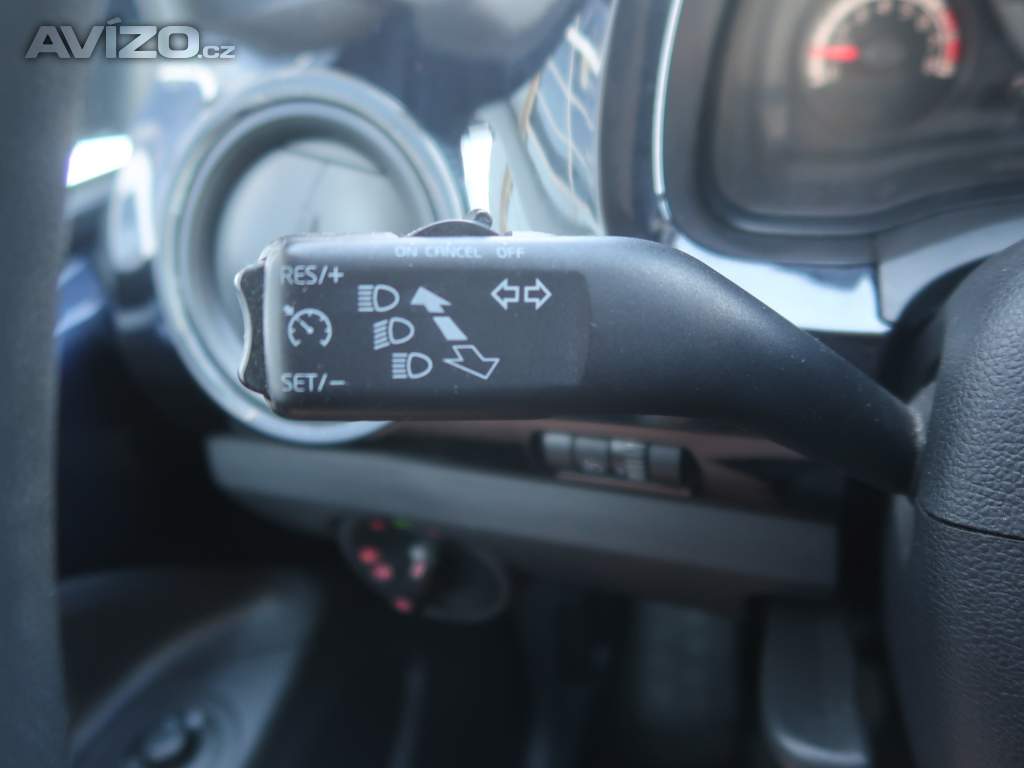 AVÍZO.cz
ON CANCEL OFF
RES/+
SET/-